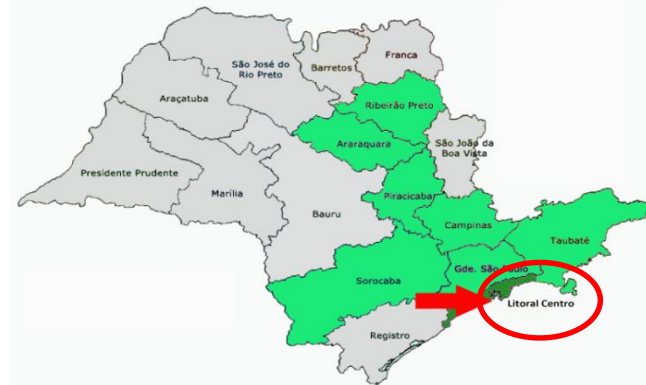 São José do
Rio Preto
Barretos
Franca
Araçatuba
Ribeirão Preto
Araraquara
São João da
Boa Vista
Presidente Prudente
Marília
Piracicaba
Bauru
Campinas
Taubaté
Gde. São Paulo
Sorocaba
Litoral Centro
Registro